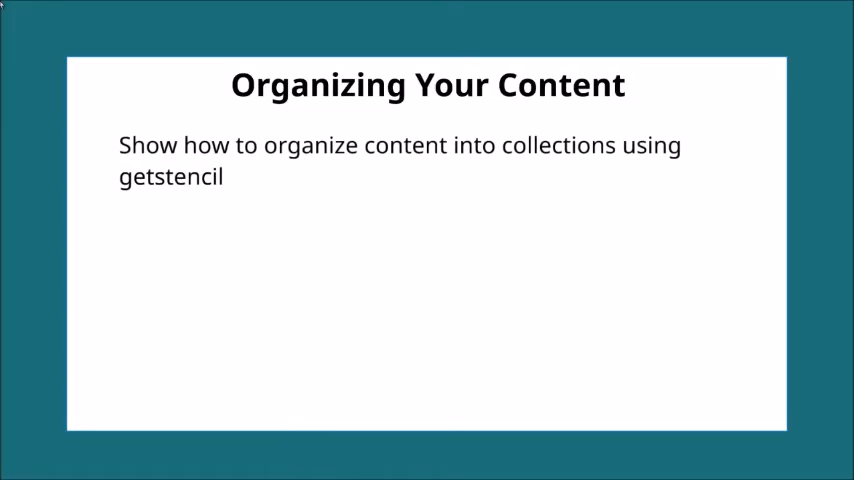 Organizing Your Content
Show how to organize content into collections using
getstencil